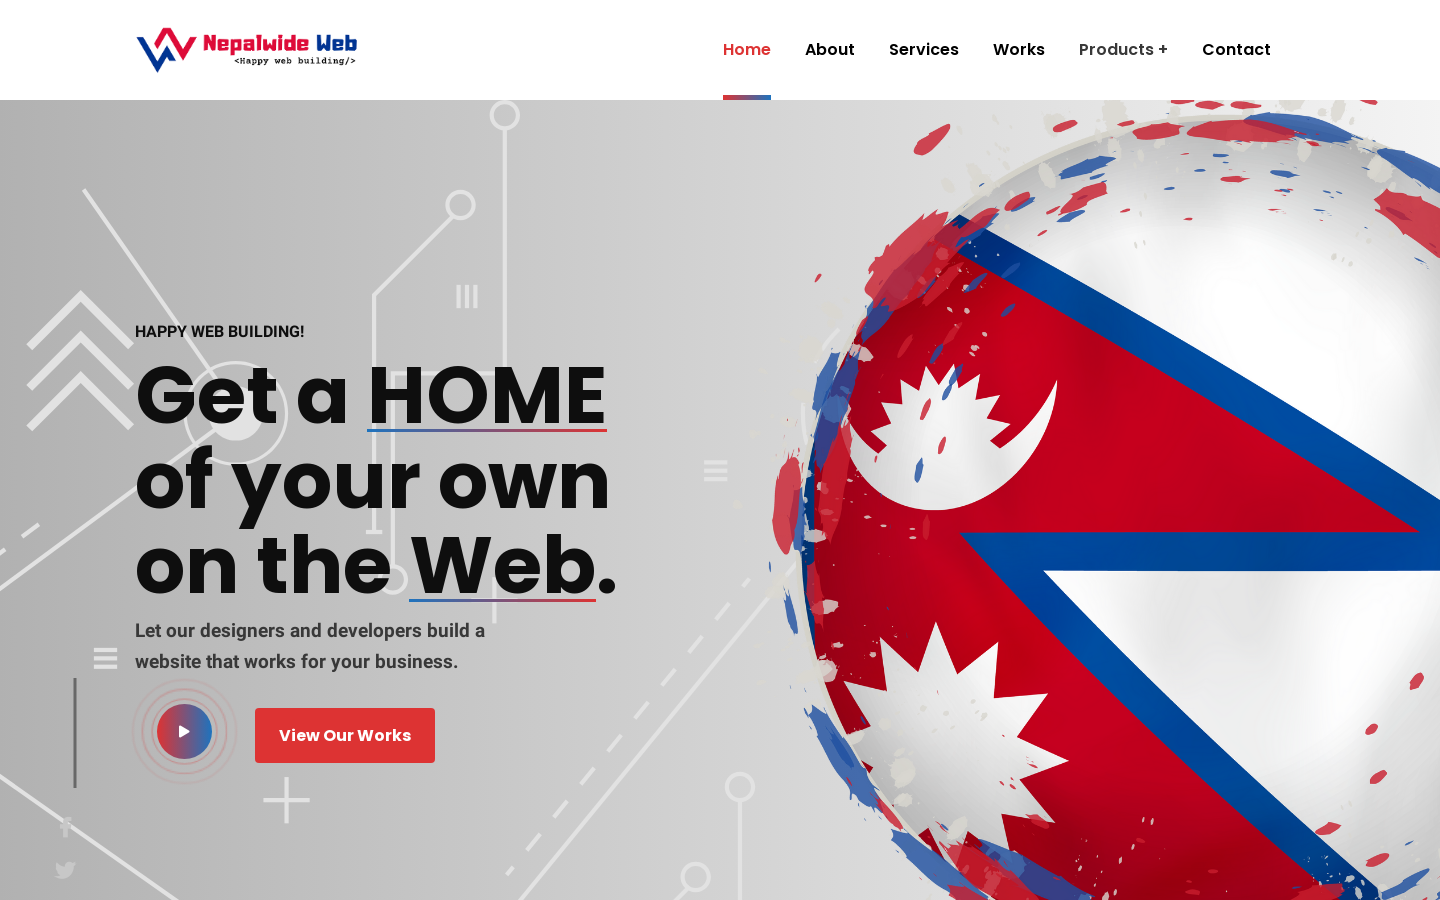 Nepalwide Web
<Happy web building/>
Home
About
Services
Works
Products +
Contact
HAPPY WEB BUILDING!
Get a HOME
of your own
on the Web.
Let our designers and developers build a
website that works for your business.
View Our Works